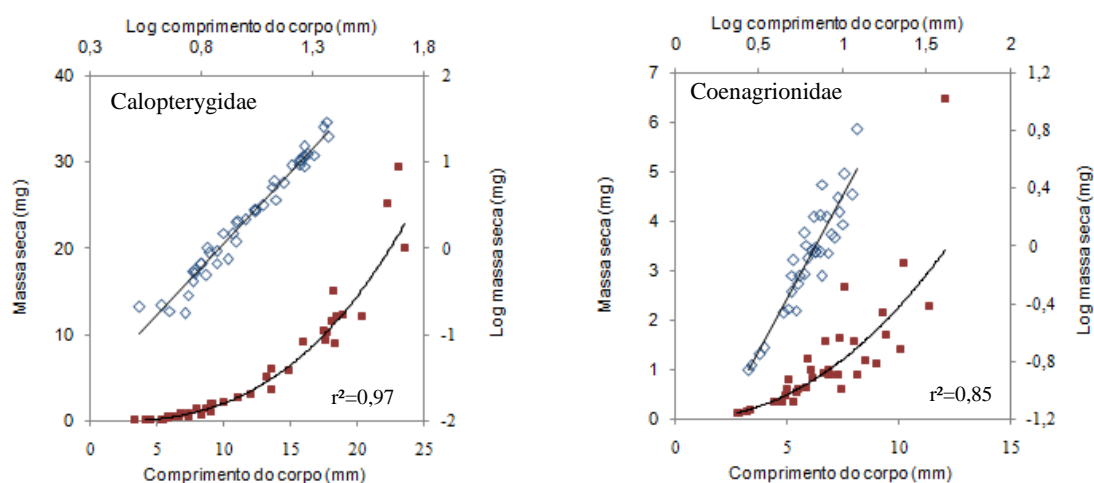 Log comprimento do corpo (mm)
0,3 0,8 1,3 1,8
Calopterygidae
Massa seca (mg)
40
30
20
10
0
2
1
0
-1
-2
Log massa seca (mg)
r²=0,97
0 5 10 15 20 25
Comprimento do corpo (mm)
Log comprimento do corpo (mm)
0 0,5 1 1,5 2
Coenagrionidae
Massa seca (mg)
7
6
5
4
3
2
1
0
1,2
0,8
0,4
0
-0,4
-0,8
-1,2
Log massa seca (mg)
r²=0,85
0 5 10 15
Comprimento do corpo (mm)